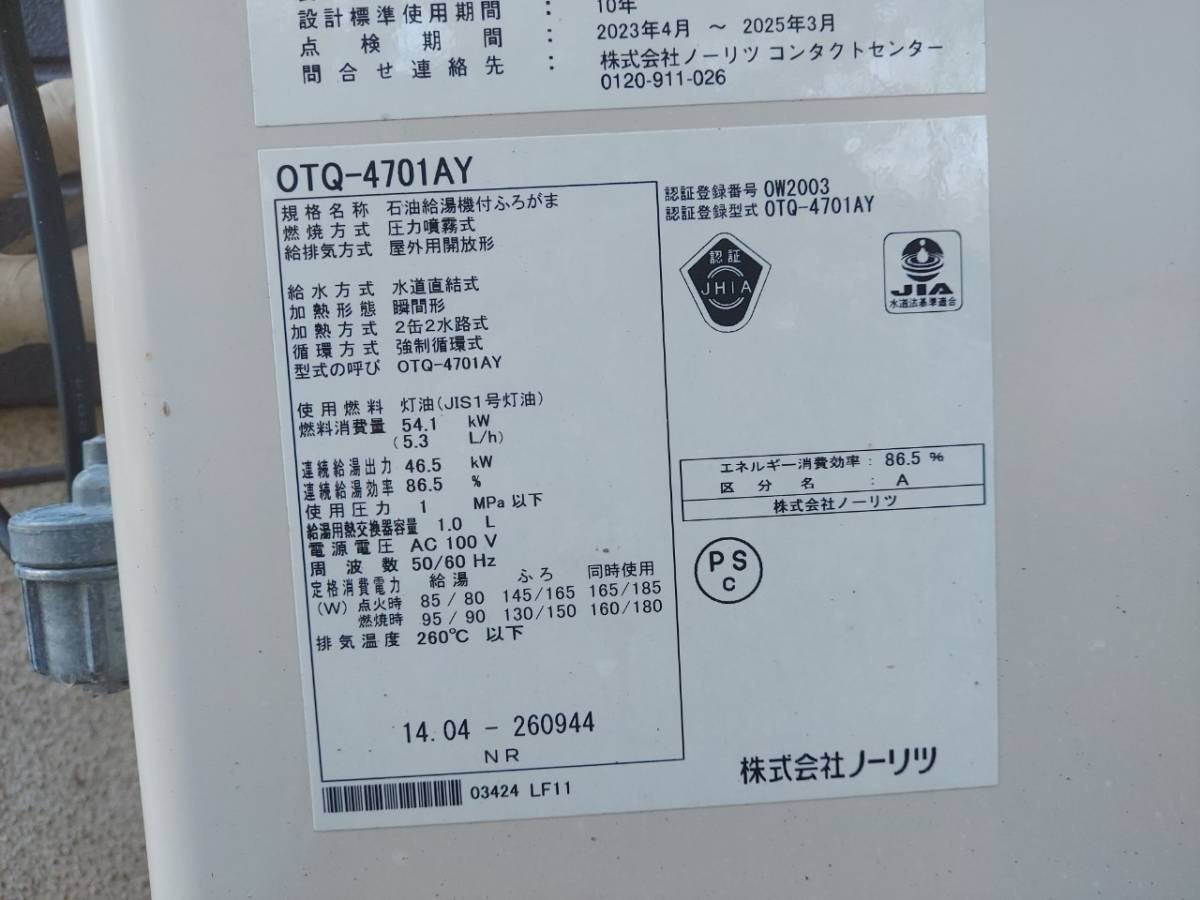 設計標準使用期間 : 10年
点検期間 : 2023年4月 ～ 2025年3月
問合せ連絡先 : 株式会社ノーリツ コンタクトセンター
0120-911-026
OTQ-4701AY
規格名称 石油給湯機付ふろがま
燃焼方式 圧力噴霧式
給排気方式 屋外用開放形
給水方式 水道直結式
加熱形態 瞬間形
加熱方式 2缶2水路式
循環方式 強制循環式
型式の呼び OTQ-4701AY
使用燃料 灯油(JIS1号灯油)
燃料消費量 54.1 kW
(5.3 L/h)
連続給湯出力 46.5 kW
連続給湯効率 86.5 %
使用圧力 1 MPa 以下
給湯用熱交換器容量 1.0 L
電源電圧 AC 100 V
周波数 50/60 Hz
定格消費電力 給湯 ふろ 同時使用
(W) 点火時 85/80 145/165 165/185
燃焼時 95/90 130/150 160/180
排気温度 260℃ 以下
14.04 - 260944
NR
03424 LF11
認証登録番号 OW2003
認証登録型式 OTQ-4701AY
認証
JHIA
JIA
水道法基準適合
エネルギー消費効率 : 86.5 %
区分名 : A
株式会社ノーリツ
PS
C
株式会社ノーリツ